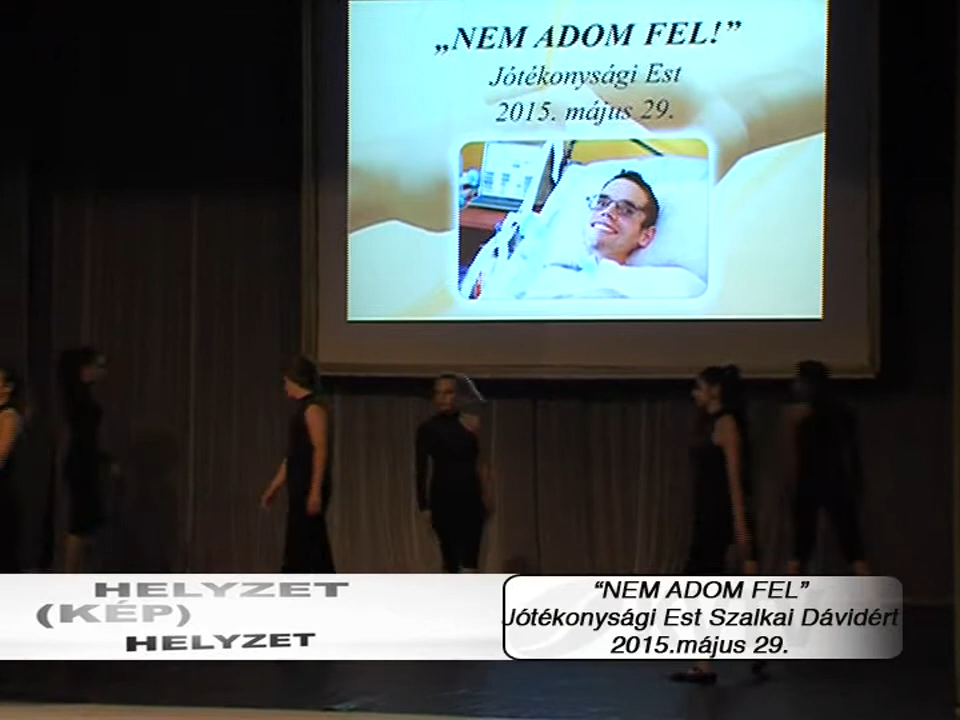 „NEM ADOM FEL!”
Jótékonysági Est
2015. május 29.
HELYZET
(KÉP)
HELYZET
“NEM ADOM FEL”
Jótékonysági Est Szalkai Dávidért
2015.május 29.